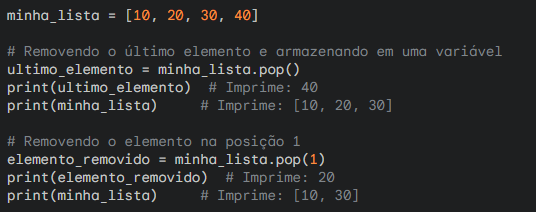 minha_lista = [10, 20, 30, 40]
# Removendo o último elemento e armazenando em uma variável
ultimo_elemento = minha_lista.pop()
print(ultimo_elemento)  # Imprime: 40
print(minha_lista)     # Imprime: [10, 20, 30]
# Removendo o elemento na posição 1
elemento_removido = minha_lista.pop(1)
print(elemento_removido)  # Imprime: 20
print(minha_lista)     # Imprime: [10, 30]